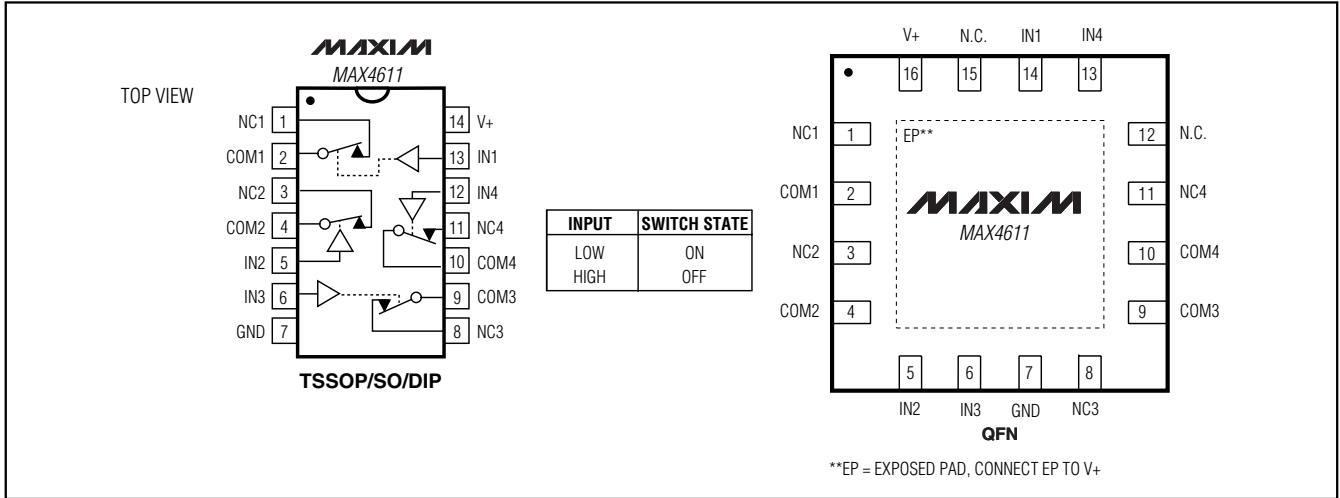 TOP VIEW
MAXIM
MAX4611
NC1 1
COM1 2
NC2 3
COM2 4
IN2 5
IN3 6
GND 7
14 V+
13 IN1
12 IN4
11 NC4
10 COM4
9 COM3
8 NC3
TSSOP/SO/DIP
INPUT SWITCH STATE
LOW ON
HIGH OFF
V+ N.C. IN1 IN4
16 15 14 13
NC1 1
COM1 2
NC2 3
COM2 4
EP**
MAXIM
MAX4611
12 N.C.
11 NC4
10 COM4
9 COM3
5 6 7 8
IN2 IN3 GND NC3
QFN
**EP = EXPOSED PAD, CONNECT EP TO V+